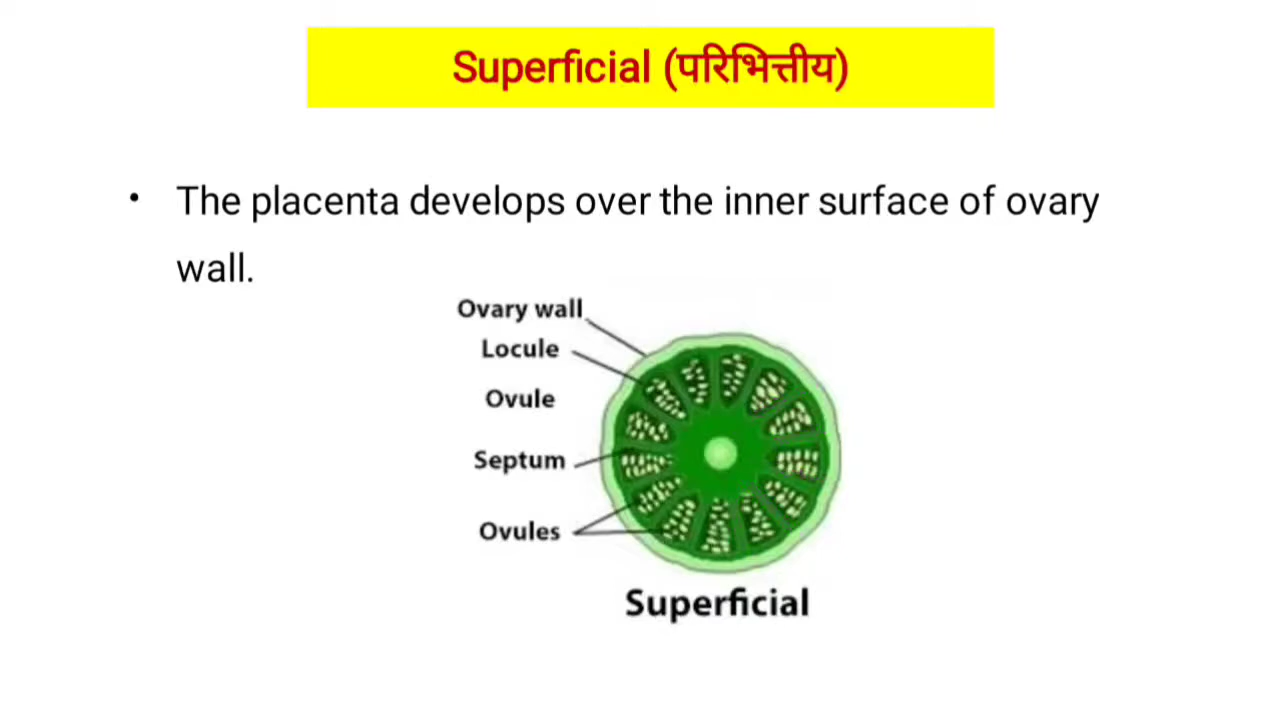 Superficial (परिभित्तीय)
• The placenta develops over the inner surface of ovary
wall.
Ovary wall
Locule
Ovule
Septum
Ovules
Superficial